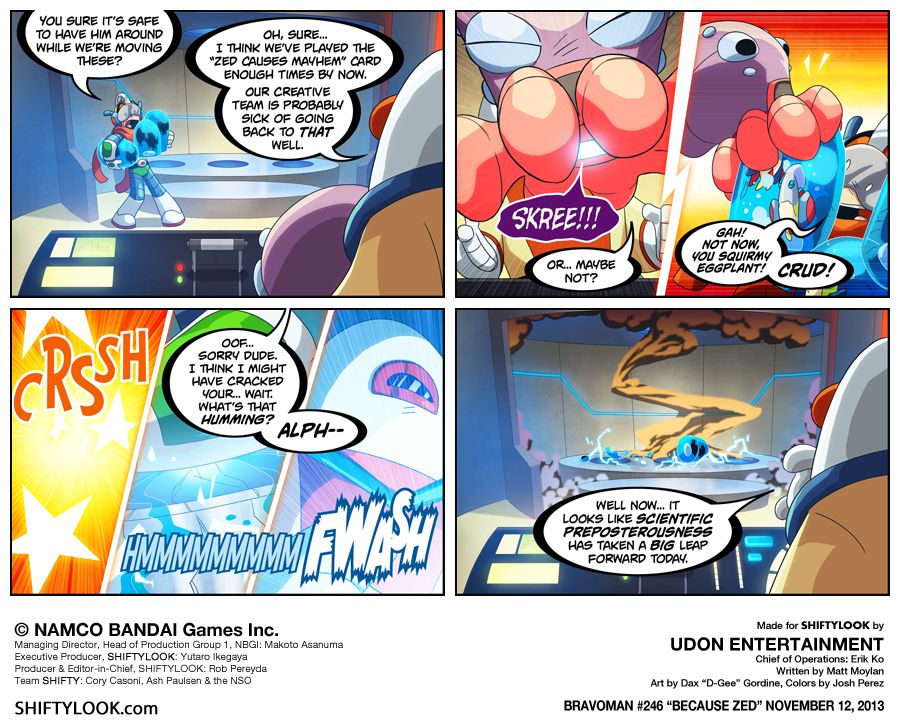 YOU SURE IT'S SAFE
TO HAVE HIM AROUND
WHILE WE'RE MOVING
THESE?
OH, SURE...
I THINK WE'VE PLAYED THE
"ZED CAUSES MAYHEM" CARD
ENOUGH TIMES BY NOW.
OUR CREATIVE
TEAM IS PROBABLY
SICK OF GOING
BACK TO THAT
WELL.
SKREE!!!
OR... MAYBE
NOT?
GAH!
NOT NOW,
YOU SQUIRMY
EGGPLANT!
CRUD!
CRSSH
OOF...
SORRY DUDE.
I THINK I MIGHT
HAVE CRACKED
YOUR... WAIT.
WHAT'S THAT
HUMMING?
ALPH--
HMMMMMMMMM
FWASH
WELL NOW... IT
LOOKS LIKE SCIENTIFIC
PREPOSTEROUSNESS
HAS TAKEN A BIG LEAP
FORWARD TODAY.
© NAMCO BANDAI Games Inc.
Managing Director, Head of Production Group 1, NBGI: Makoto Asanuma
Executive Producer, SHIFTYLOOK: Yutaro Ikegaya
Producer & Editor-in-Chief, SHIFTYLOOK: Rob Pereyda
Team SHIFTY: Cory Casoni, Ash Paulsen & the NSO
SHIFTYLOOK.com
Made for SHIFTYLOOK by
UDON ENTERTAINMENT
Chief of Operations: Erik Ko
Written by Matt Moylan
Art by Dax "D-Gee" Gordine, Colors by Josh Perez
BRAVOMAN #246 "BECAUSE ZED" NOVEMBER 12, 2013